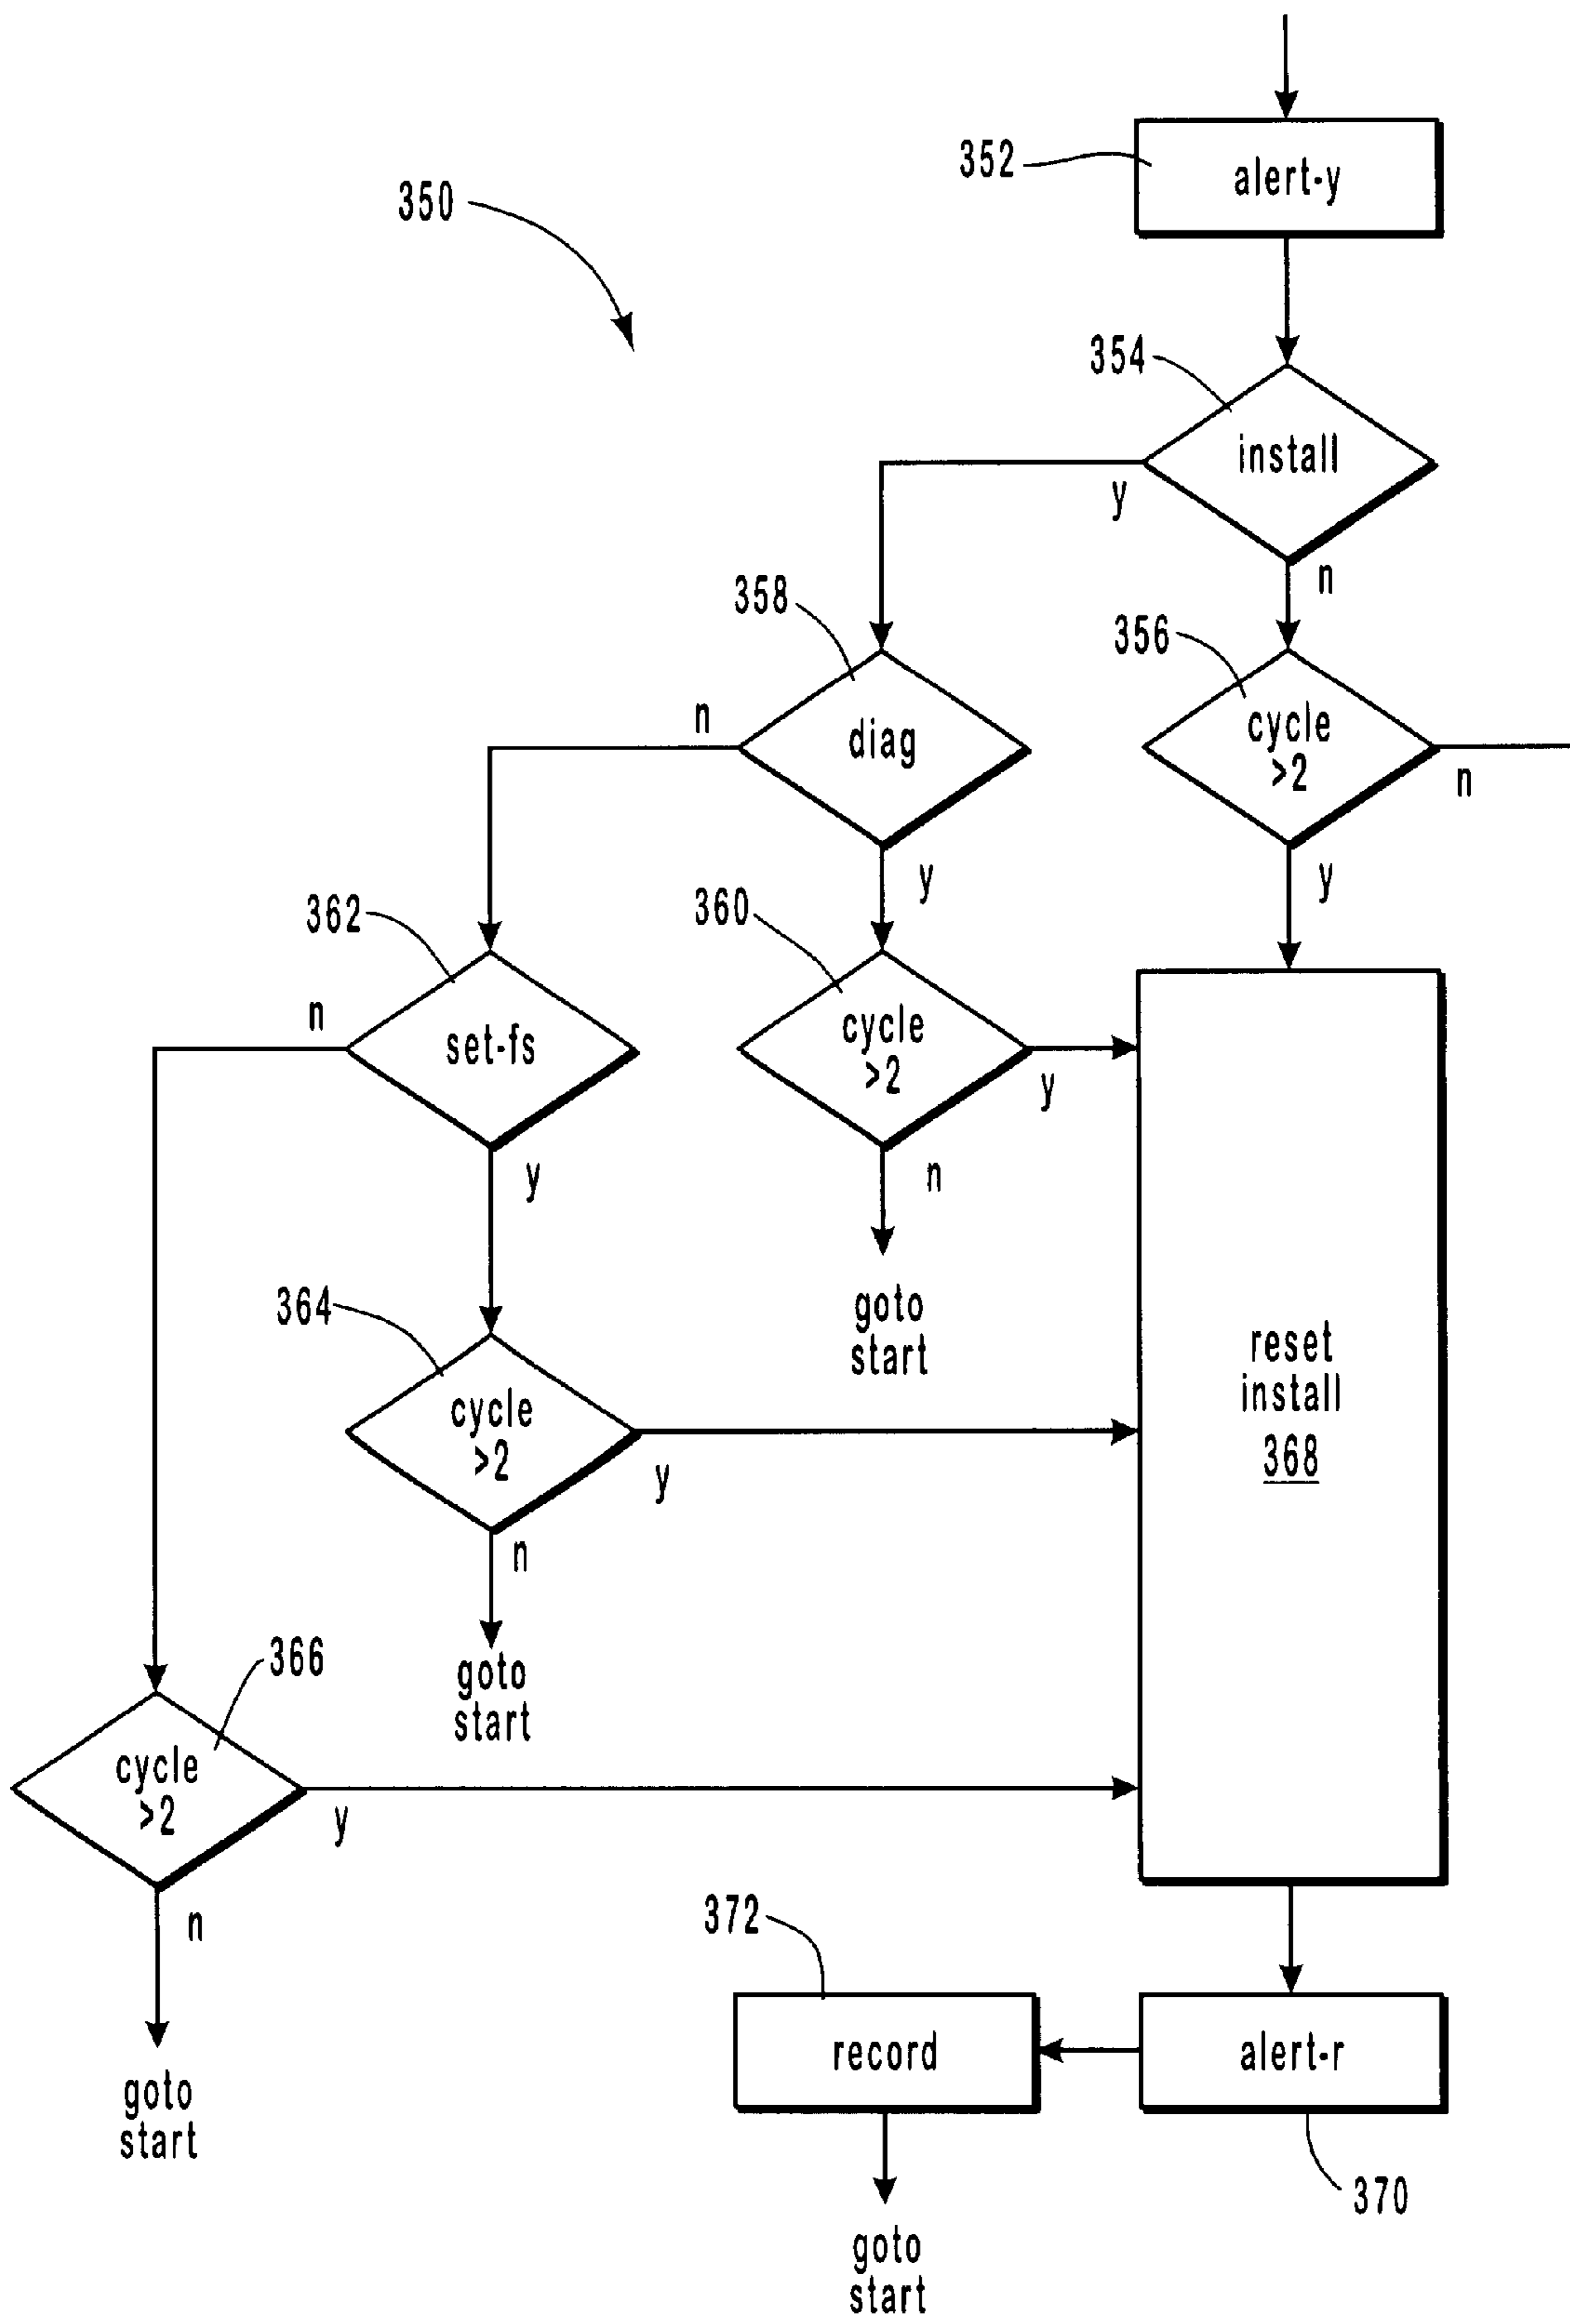 352
alert-y
350
354
install
y
n
358
356
diag
n
y
cycle
>2
n
y
362
360
set-fs
n
y
cycle
>2
y
n
goto
start
364
cycle
>2
y
n
goto
start
reset
install
368
366
cycle
>2
y
n
goto
start
372
record
alert-r
370
goto
start